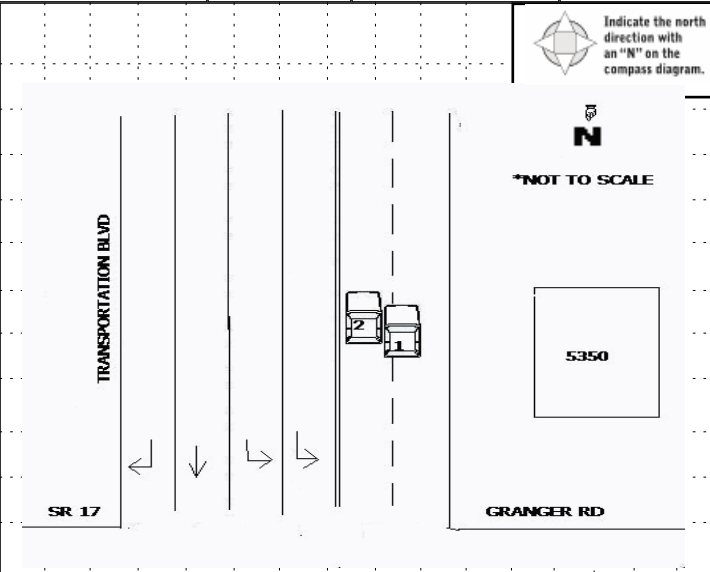 Indicate the north
direction with
an “N” on the
compass diagram.
N
*NOT TO SCALE
TRANSPORTATION BLVD
2
1
5350
SR 17
GRANGER RD